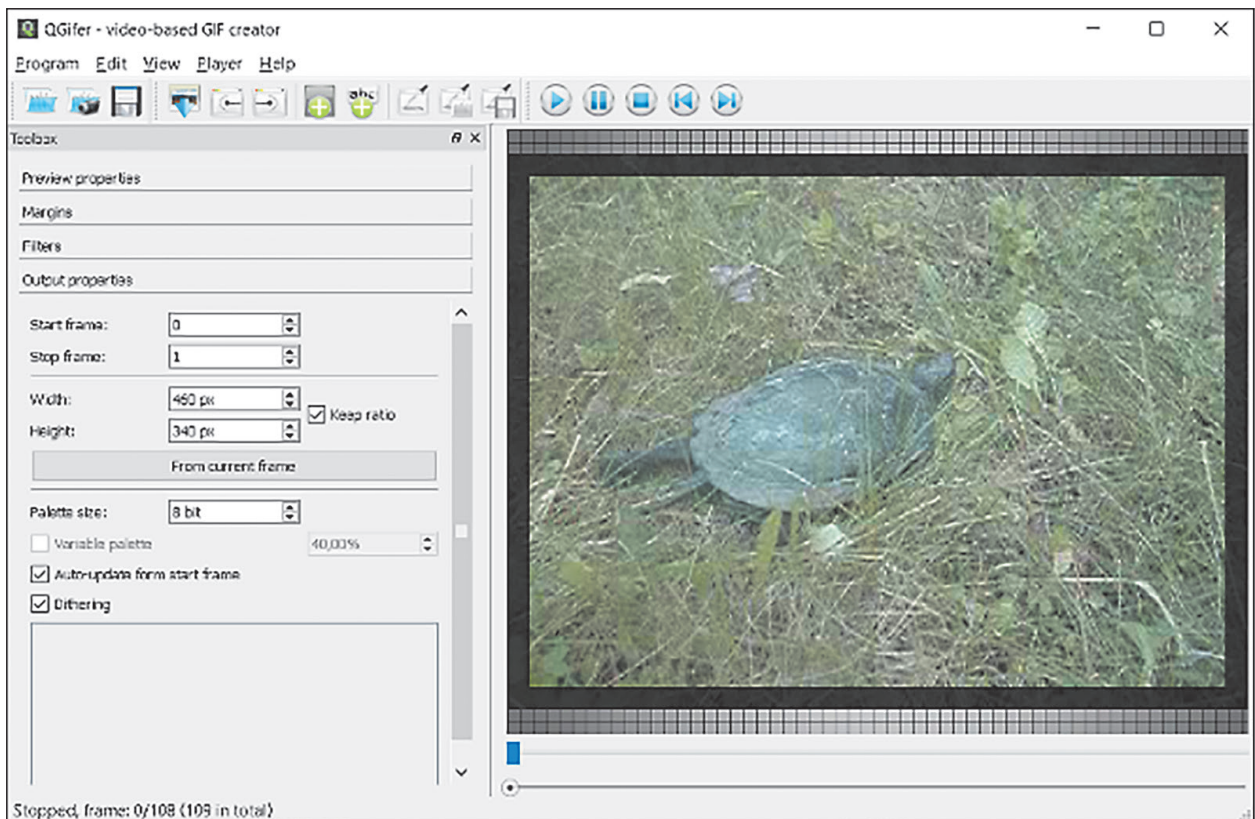 QGifer - video-based GIF creator
Program Edit View Player Help
abc
Toolbox
Preview properties
Margins
Filters
Output properties
Start frame: 0
Stop frame: 1
Width: 460 px
Keep ratio
Height: 340 px
From current frame
Palette size: 8 bit
Variable palette 40,00%
Auto-update form start frame
Dithering
Stopped, frame: 0/108 (109 in total)